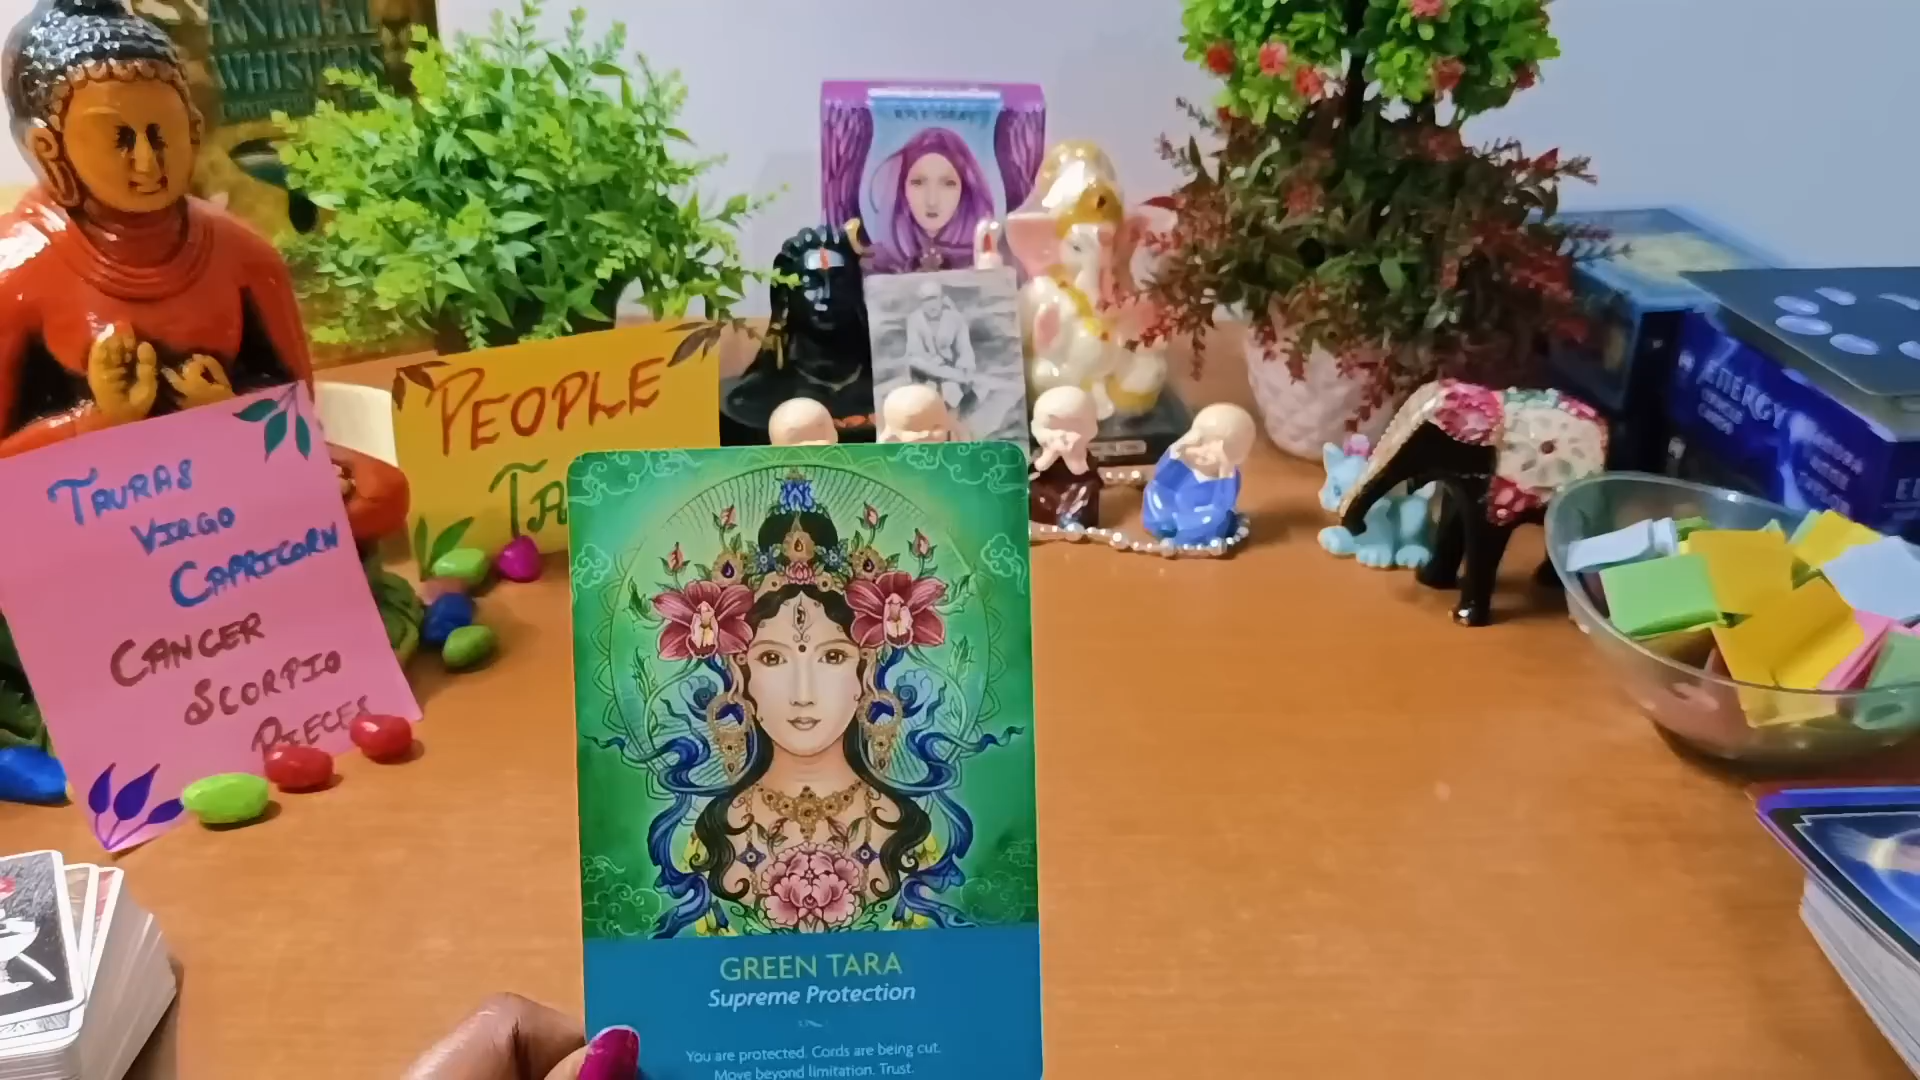 ANIMAL
WHISPERS
TAURAS
VIRGO
CAPRICORN
CANCER
SCORPIO
PIECES
PEOPLE
TA
GREEN TARA
Supreme Protection
You are protected. Cords are being cut.
Move beyond limitation. Trust.
ENERGY